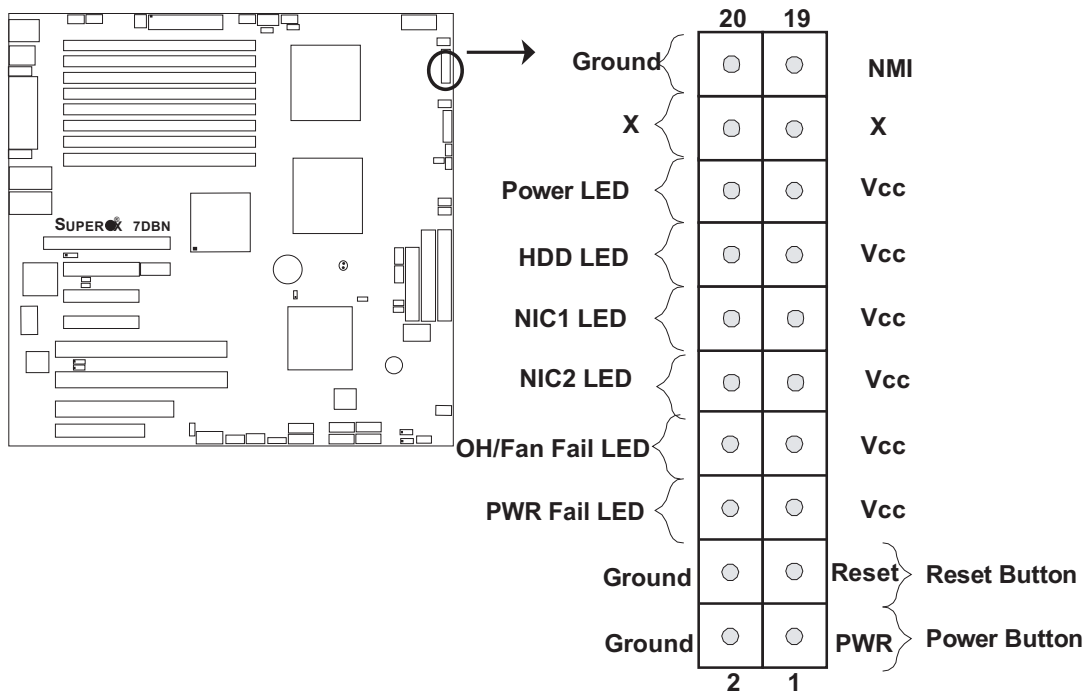 20 19
Ground NMI
X X
Power LED Vcc
HDD LED Vcc
NIC1 LED Vcc
NIC2 LED Vcc
OH/Fan Fail LED Vcc
PWR Fail LED Vcc
Ground Reset Reset Button
Ground PWR Power Button
2 1
SUPER X® 7DBN